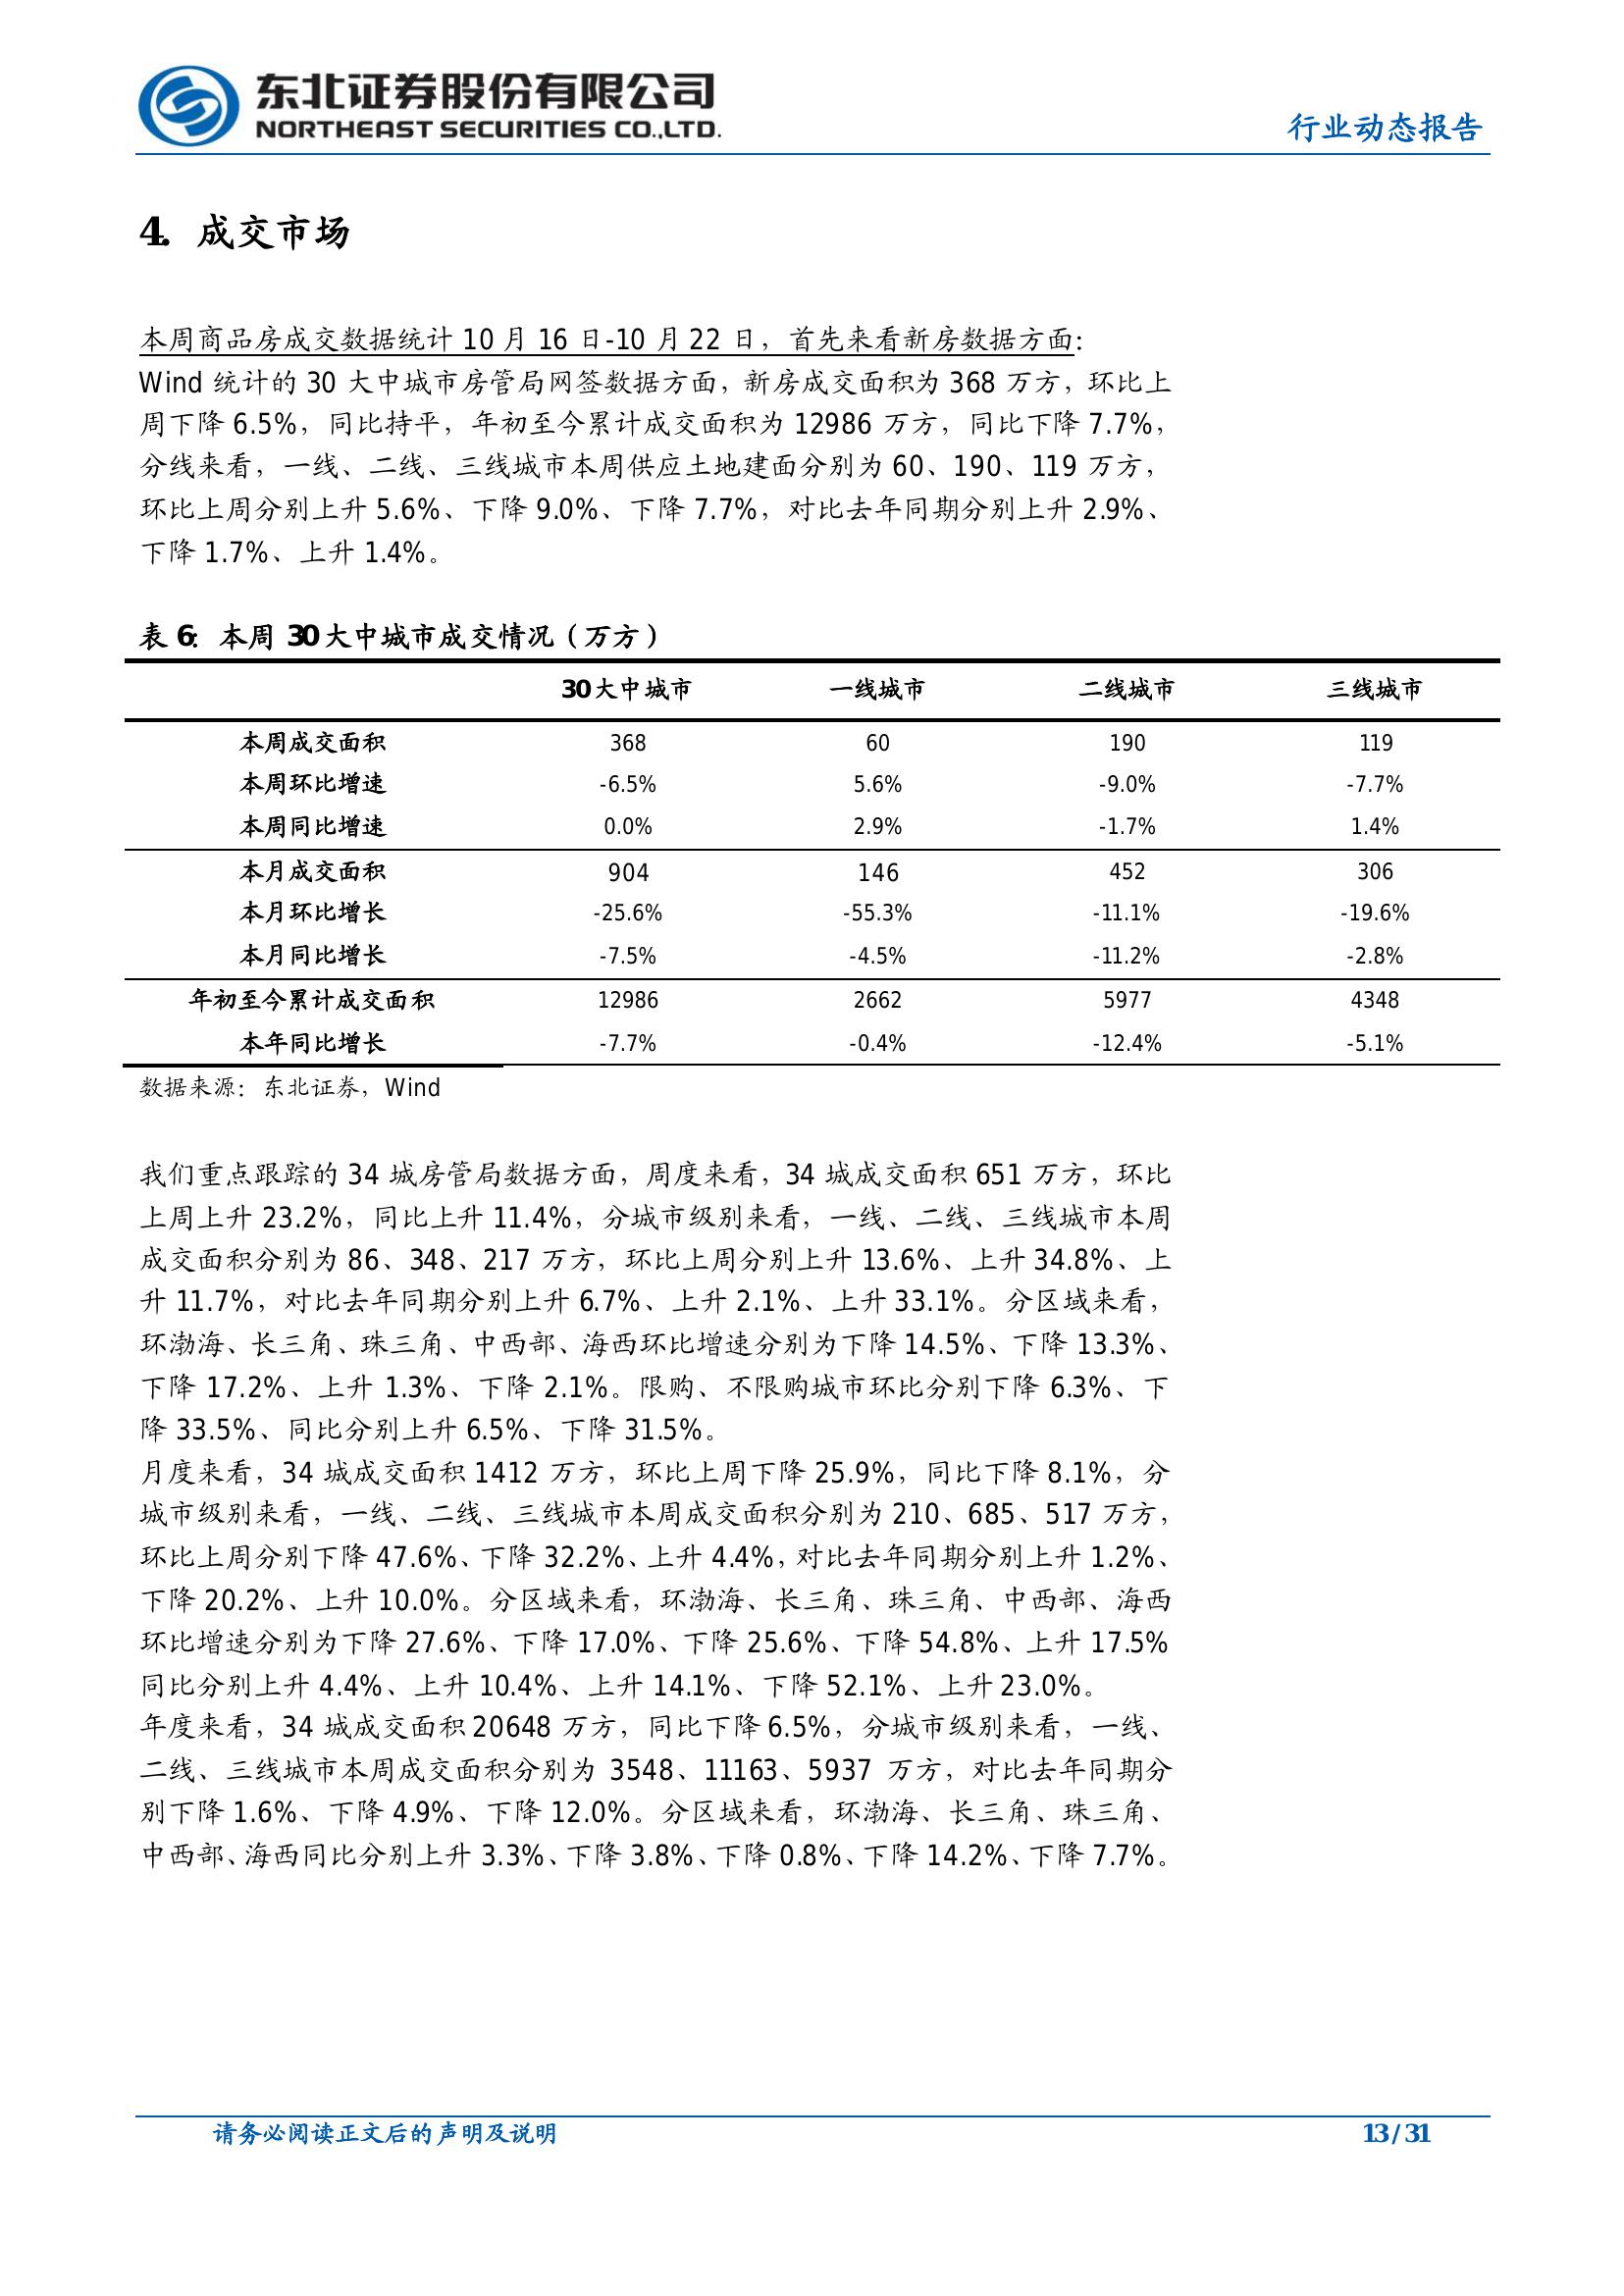 东北证券股份有限公司
NORTHEAST SECURITIES CO.,LTD.
行业动态报告
4. 成交市场
本周商品房成交数据统计 10 月 16 日-10 月 22 日，首先来看新房数据方面：
Wind 统计的 30 大中城市房管局网签数据方面，新房成交面积为 368 万方，环比上
周下降 6.5%，同比持平，年初至今累计成交面积为 12986 万方，同比下降 7.7%，
分线来看，一线、二线、三线城市本周供应土地建面分别为 60、190、119 万方，
环比上周分别上升 5.6%、下降 9.0%、下降 7.7%，对比去年同期分别上升 2.9%、
下降 1.7%、上升 1.4%。
表 6：本周 30 大中城市成交情况（万方）
30 大中城市 一线城市 二线城市 三线城市
本周成交面积 368 60 190 119
本周环比增速 -6.5% 5.6% -9.0% -7.7%
本周同比增速 0.0% 2.9% -1.7% 1.4%
本月成交面积 904 146 452 306
本月环比增长 -25.6% -55.3% -11.1% -19.6%
本月同比增长 -7.5% -4.5% -11.2% -2.8%
年初至今累计成交面积 12986 2662 5977 4348
本年同比增长 -7.7% -0.4% -12.4% -5.1%
数据来源：东北证券，Wind
我们重点跟踪的 34 城房管局数据方面，周度来看，34 城成交面积 651 万方，环比
上周上升 23.2%，同比上升 11.4%，分城市级别来看，一线、二线、三线城市本周
成交面积分别为 86、348、217 万方，环比上周分别上升 13.6%、上升 34.8%、上
升 11.7%，对比去年同期分别上升 6.7%、上升 2.1%、上升 33.1%。分区域来看，
环渤海、长三角、珠三角、中西部、海西环比增速分别为下降 14.5%、下降 13.3%、
下降 17.2%、上升 1.3%、下降 2.1%。限购、不限购城市环比分别下降 6.3%、下
降 33.5%、同比分别上升 6.5%、下降 31.5%。
月度来看，34 城成交面积 1412 万方，环比上周下降 25.9%，同比下降 8.1%，分
城市级别来看，一线、二线、三线城市本周成交面积分别为 210、685、517 万方，
环比上周分别下降 47.6%、下降 32.2%、上升 4.4%，对比去年同期分别上升 1.2%、
下降 20.2%、上升 10.0%。分区域来看，环渤海、长三角、珠三角、中西部、海西
环比增速分别为下降 27.6%、下降 17.0%、下降 25.6%、下降 54.8%、上升 17.5%
同比分别上升 4.4%、上升 10.4%、上升 14.1%、下降 52.1%、上升 23.0%。
年度来看，34 城成交面积 20648 万方，同比下降 6.5%，分城市级别来看，一线、
二线、三线城市本周成交面积分别为 3548、11163、5937 万方，对比去年同期分
别下降 1.6%、下降 4.9%、下降 12.0%。分区域来看，环渤海、长三角、珠三角、
中西部、海西同比分别上升 3.3%、下降 3.8%、下降 0.8%、下降 14.2%、下降 7.7%。
请务必阅读正文后的声明及说明
13 / 31